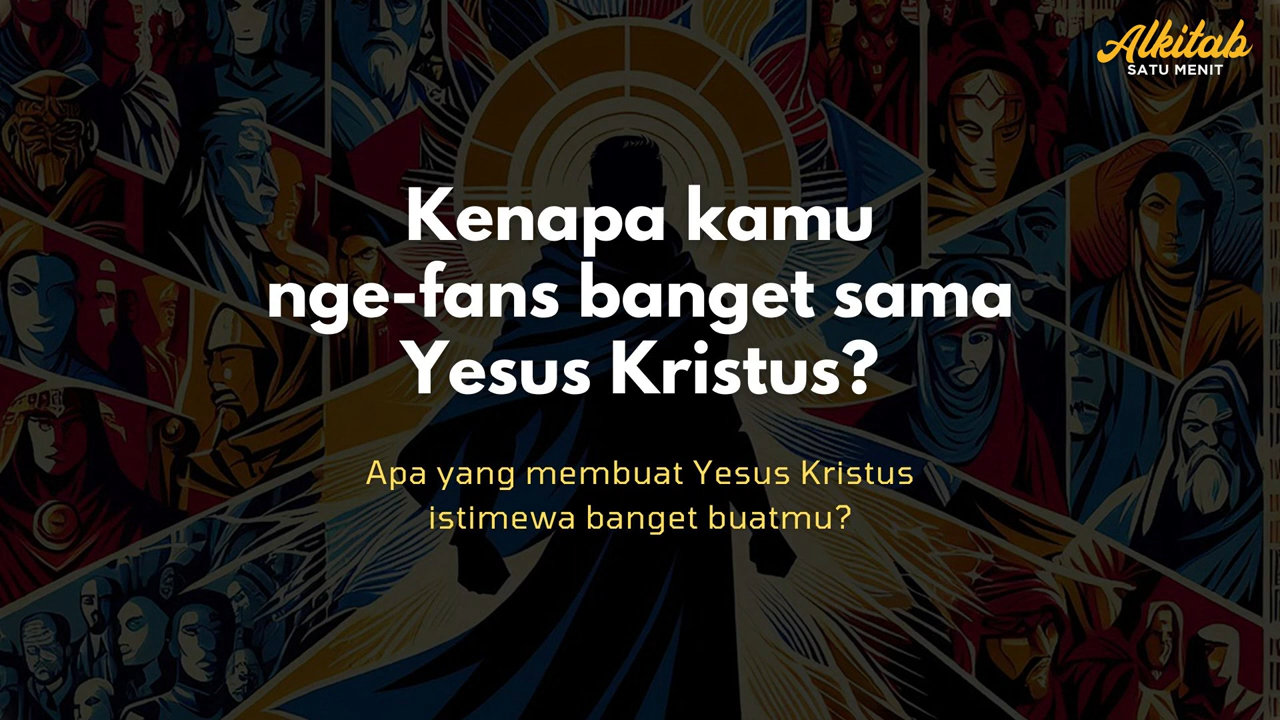 Alkitab
SATU MENIT
Kenapa kamu
nge-fans banget sama
Yesus Kristus?
Apa yang membuat Yesus Kristus
istimewa banget buatmu?